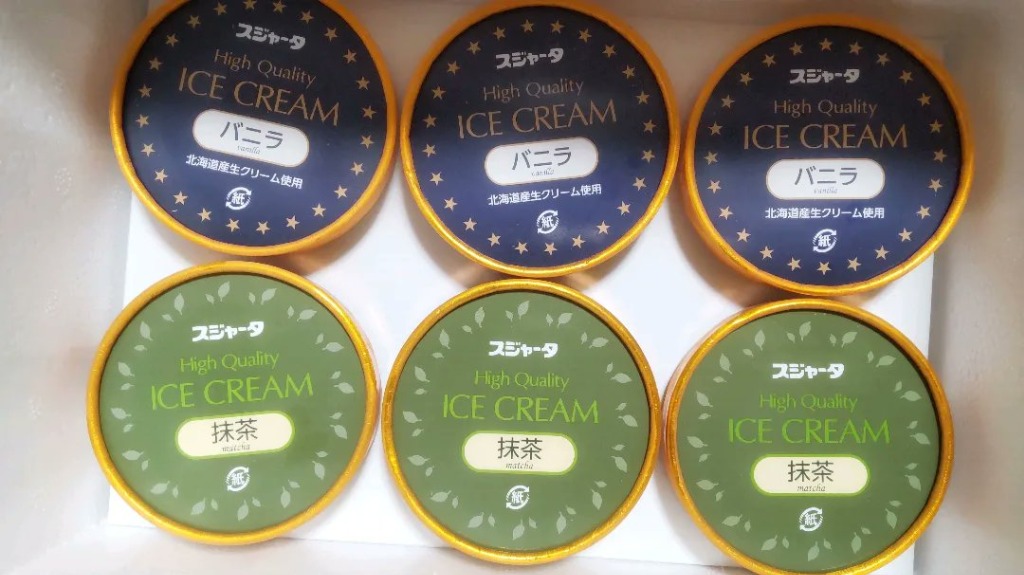 スジャータ
High Quality
ICE CREAM
バニラ
vanilla
北海道産生クリーム使用
紙
スジャータ
High Quality
ICE CREAM
バニラ
vanilla
北海道産生クリーム使用
紙
スジャータ
High Quality
ICE CREAM
バニラ
vanilla
北海道産生クリーム使用
紙
スジャータ
High Quality
ICE CREAM
抹茶
matcha
紙
スジャータ
High Quality
ICE CREAM
抹茶
matcha
紙
スジャータ
High Quality
ICE CREAM
抹茶
matcha
紙